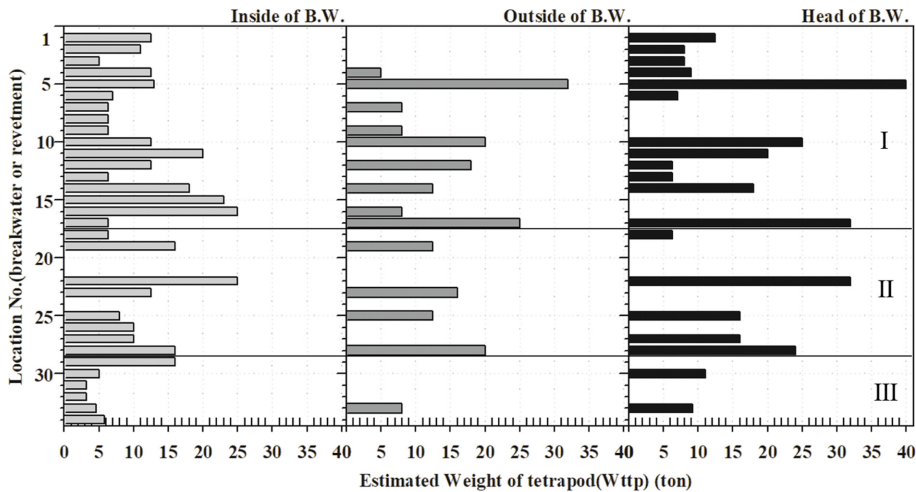 Inside of B.W.
Outside of B.W.
Head of B.W.
Location No.(breakwater or revetment)
1
5
10
15
20
25
30
I
II
III
0 5 10 15 20 25 30 35 40 5 10 15 20 25 30 35 40 5 10 15 20 25 30 35 40
Estimated Weight of tetrapod(Wttp) (ton)